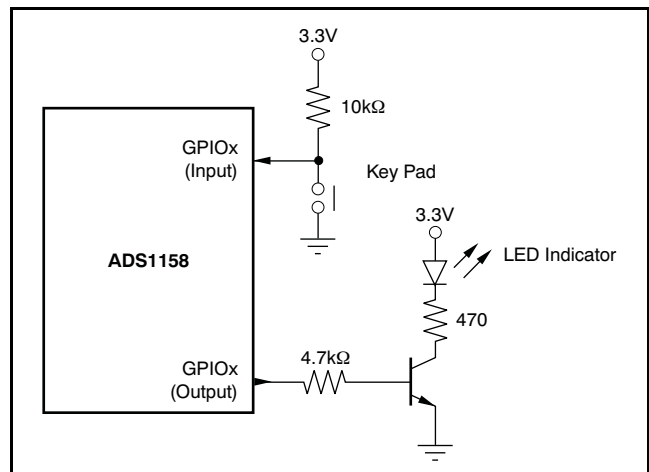 3.3V
10kΩ
GPIOx
(Input)
Key Pad
3.3V
LED Indicator
ADS1158
470
4.7kΩ
GPIOx
(Output)